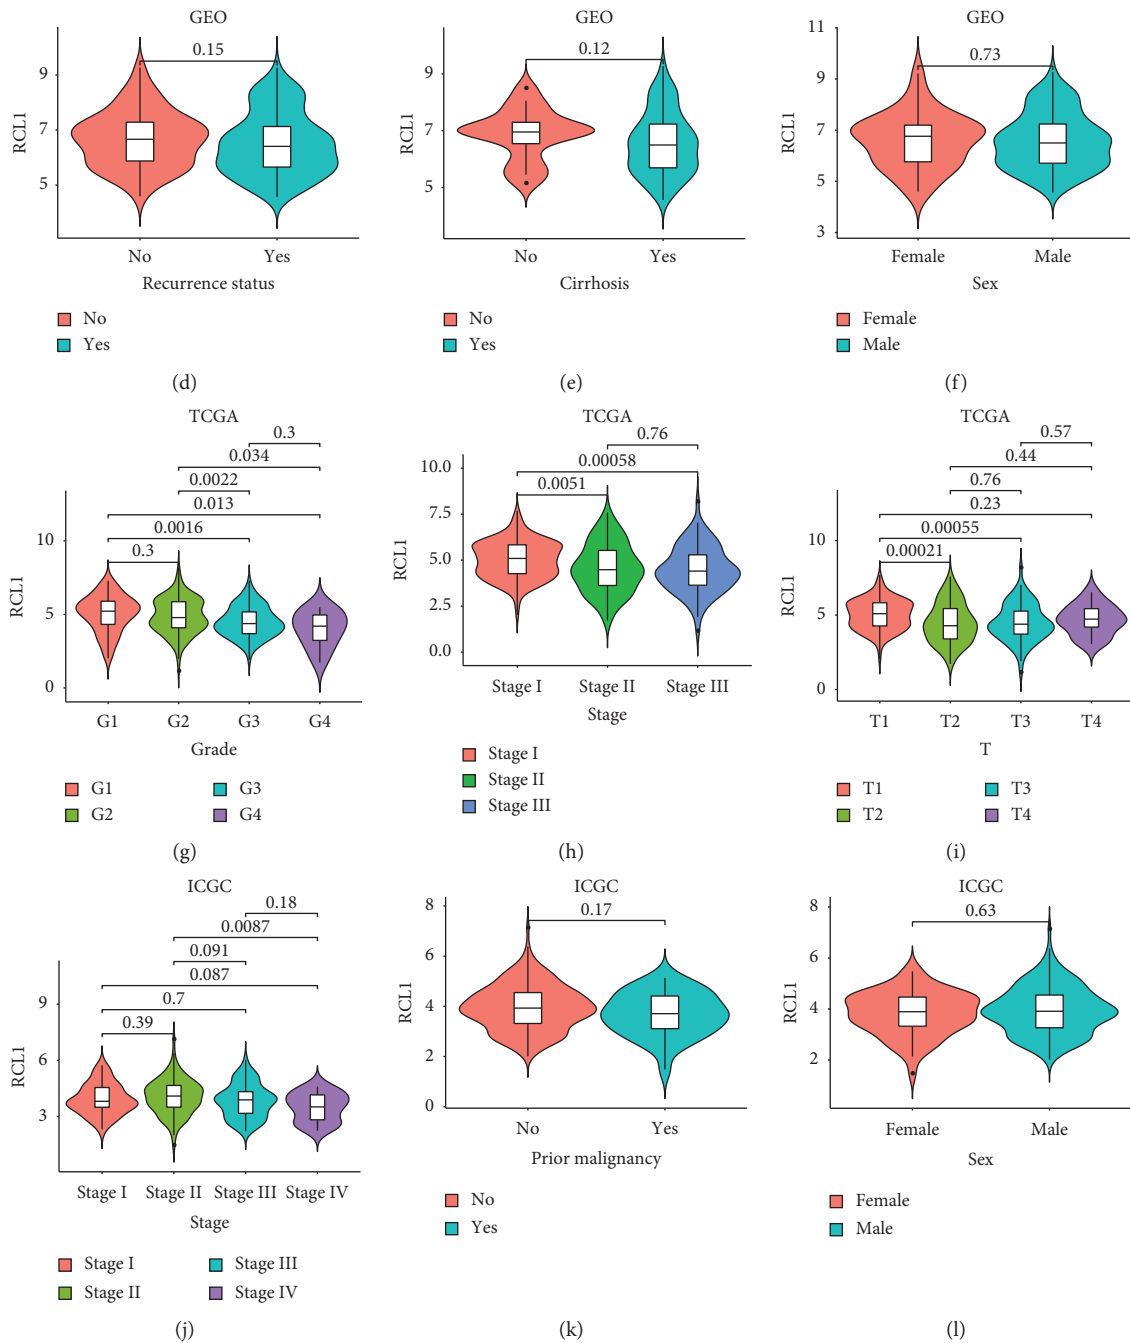 GEO
0.15
9
7
5
RCL1
No
Yes
Recurrence status
No
Yes
(d)
GEO
0.12
9
7
5
RCL1
No
Yes
Cirrhosis
No
Yes
(e)
GEO
0.73
11
9
7
5
3
RCL1
Female
Male
Sex
Female
Male
(f)
TCGA
0.3
0.034
0.0022
0.013
0.0016
0.3
10
5
0
RCL1
G1
G2
G3
G4
Grade
G1
G2
G3
G4
(g)
TCGA
0.76
0.00058
0.0051
10.0
7.5
5.0
2.5
0.0
RCL1
Stage I
Stage II
Stage III
Stage
Stage I
Stage II
Stage III
(h)
TCGA
0.57
0.44
0.76
0.23
0.00055
0.00021
10
5
0
RCL1
T1
T2
T3
T4
T
T1
T2
T3
T4
(i)
ICGC
0.18
0.0087
0.091
0.087
0.7
0.39
9
6
3
RCL1
Stage I
Stage II
Stage III
Stage IV
Stage
Stage I
Stage II
Stage III
Stage IV
(j)
ICGC
0.17
8
6
4
2
0
RCL1
No
Yes
Prior malignancy
No
Yes
(k)
ICGC
0.63
8
6
4
2
RCL1
Female
Male
Sex
Female
Male
(l)